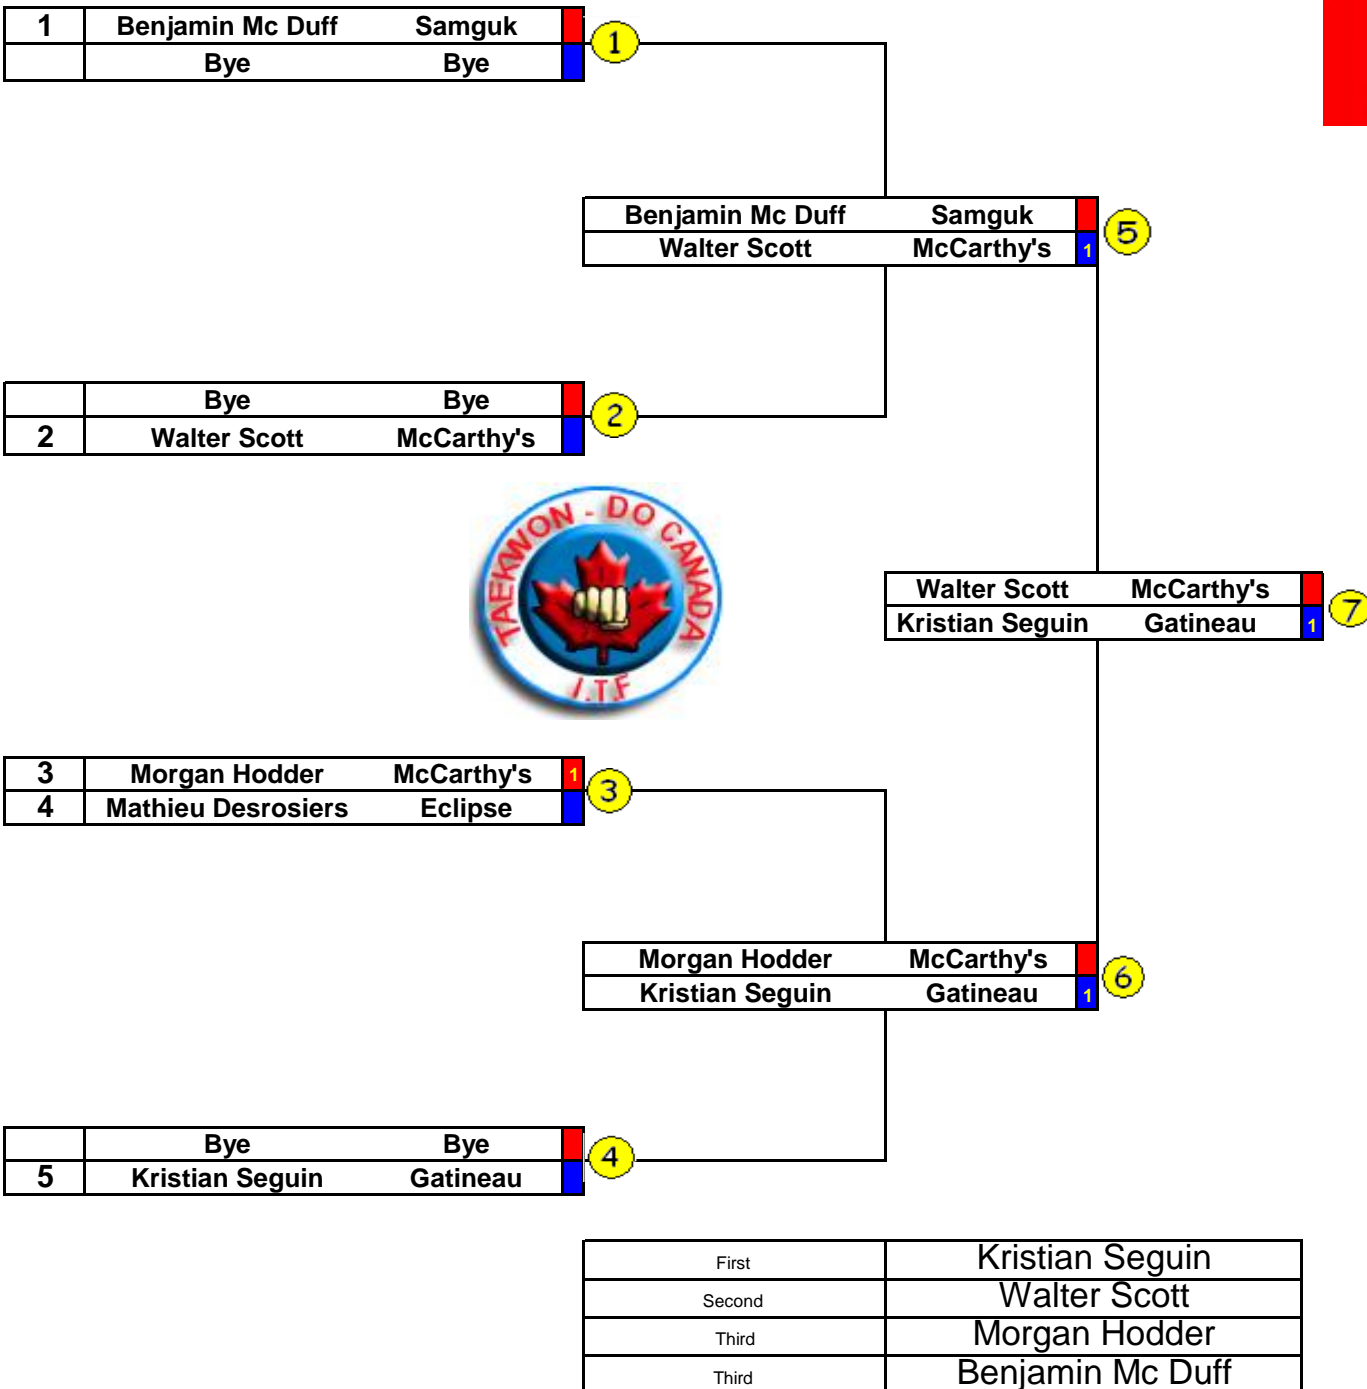 1 Benjamin Mc Duff Samguk
Bye Bye
1
Benjamin Mc Duff Samguk
Walter Scott McCarthy's 1
5
Bye Bye
2 Walter Scott McCarthy's
2
TAEKWON - DO CANADA
I.T.F
Walter Scott McCarthy's
Kristian Seguin Gatineau 1
7
3 Morgan Hodder McCarthy's 1
4 Mathieu Desrosiers Eclipse
3
Morgan Hodder McCarthy's
Kristian Seguin Gatineau 1
6
Bye Bye
5 Kristian Seguin Gatineau
4
First Kristian Seguin
Second Walter Scott
Third Morgan Hodder
Third Benjamin Mc Duff